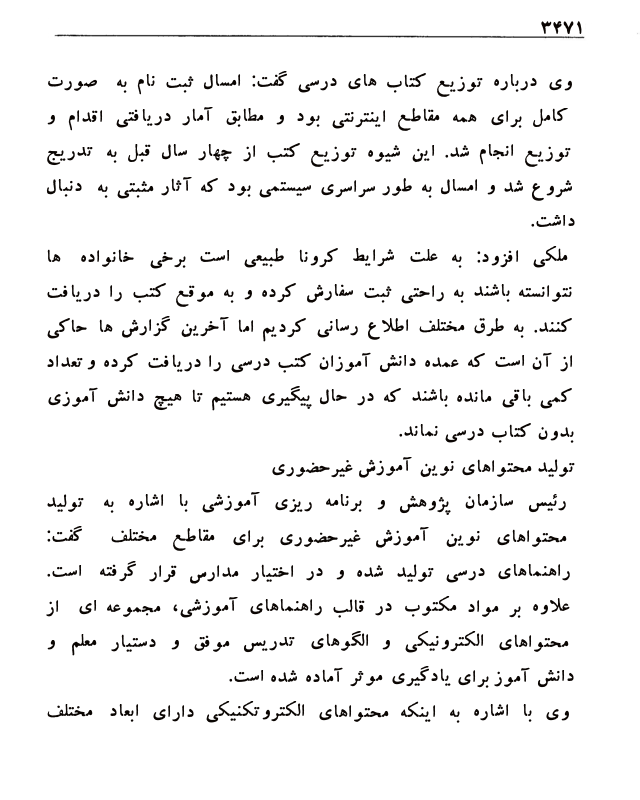 ۳۴۷۱
وی درباره توزیع کتاب های درسی گفت: امسال ثبت نام به صورت
کامل برای همه مقاطع اینترنتی بود و مطابق آمار دریافتی اقدام و
توزیع انجام شد. این شیوه توزیع کتب از چهار سال قبل به تدریج
شروع شد و امسال به طور سراسری سیستمی بود که آثار مثبتی به دنبال
داشت.
ملکی افزود: به علت شرایط کرونا طبیعی است برخی خانواده ها
نتوانسته باشند به راحتی ثبت سفارش کرده و به موقع کتب را دریافت
کنند. به طرق مختلف اطلاع رسانی کردیم اما آخرین گزارش ها حاکی
از آن است که عمده دانش آموزان کتب درسی را دریافت کرده و تعداد
کمی باقی مانده باشند که در حال پیگیری هستیم تا هیچ دانش آموزی
بدون کتاب درسی نماند.
تولید محتواهای نوین آموزش غیرحضوری
رئیس سازمان پژوهش و برنامه ریزی آموزشی با اشاره به تولید
محتواهای نوین آموزش غیرحضوری برای مقاطع مختلف گفت:
راهنماهای درسی تولید شده و در اختیار مدارس قرار گرفته است.
علاوه بر مواد مکتوب در قالب راهنماهای آموزشی، مجموعه ای از
محتواهای الکترونیکی و الگوهای تدریس موفق و دستیار معلم و
دانش آموز برای یادگیری موثر آماده شده است.
وی با اشاره به اینکه محتواهای الکتروتکنیکی دارای ابعاد مختلف